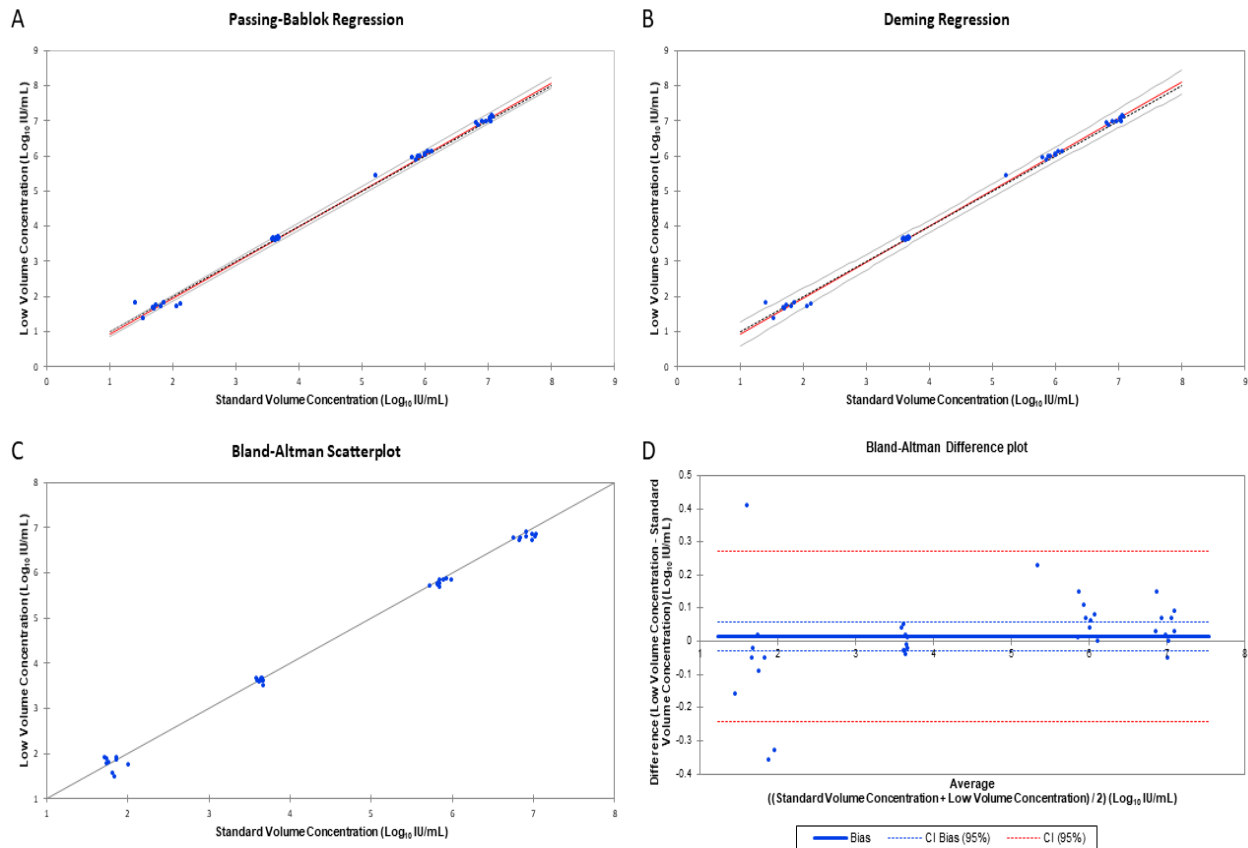 A
Passing-Bablok Regression
Low Volume Concentration (Log₁₀ IU/mL)
9
8
7
6
5
4
3
2
1
0
0 1 2 3 4 5 6 7 8 9
Standard Volume Concentration (Log₁₀ IU/mL)
B
Deming Regression
Low Volume Concentration (Log₁₀ IU/mL)
9
8
7
6
5
4
3
2
1
0
0 1 2 3 4 5 6 7 8 9
Standard Volume Concentration (Log₁₀ IU/mL)
C
Bland-Altman Scatterplot
Low Volume Concentration (Log₁₀ IU/mL)
8
7
6
5
4
3
2
1
1 2 3 4 5 6 7 8
Standard Volume Concentration (Log₁₀ IU/mL)
D
Bland-Altman Difference plot
Difference (Low Volume Concentration - Standard
Volume Concentration) (Log₁₀ IU/mL)
0.5
0.4
0.3
0.2
0.1
0
-0.1
-0.2
-0.3
-0.4
1 2 3 4 5 6 7 8
Average
((Standard Volume Concentration + Low Volume Concentration) / 2) (Log₁₀ IU/mL)
Bias CI Bias (95%) CI (95%)